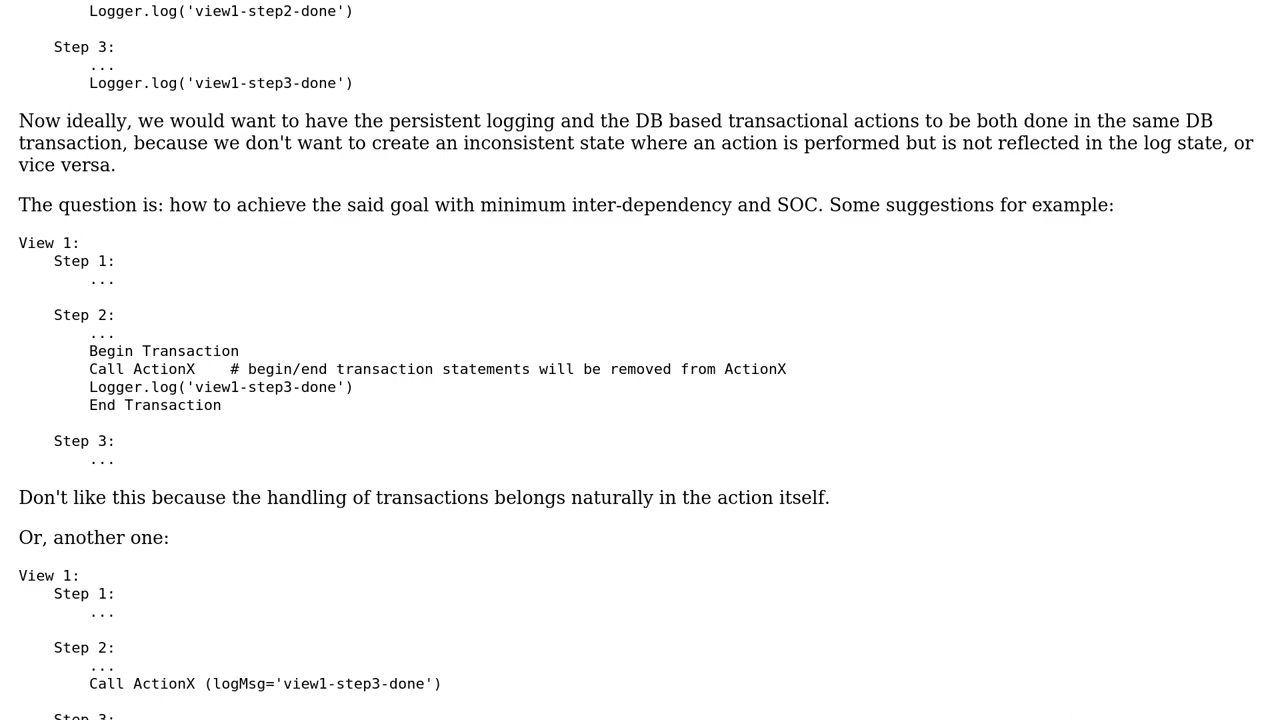 Logger.log('view1-step2-done')

    Step 3:
        ...
        Logger.log('view1-step3-done')

Now ideally, we would want to have the persistent logging and the DB based transactional actions to be both done in the same DB
transaction, because we don't want to create an inconsistent state where an action is performed but is not reflected in the log state, or
vice versa.

The question is: how to achieve the said goal with minimum inter-dependency and SOC. Some suggestions for example:

View 1:
    Step 1:
        ...

    Step 2:
        ...
        Begin Transaction
        Call ActionX    # begin/end transaction statements will be removed from ActionX
        Logger.log('view1-step3-done')
        End Transaction

    Step 3:
        ...

Don't like this because the handling of transactions belongs naturally in the action itself.

Or, another one:

View 1:
    Step 1:
        ...

    Step 2:
        ...
        Call ActionX (logMsg='view1-step3-done')

    Step 3: